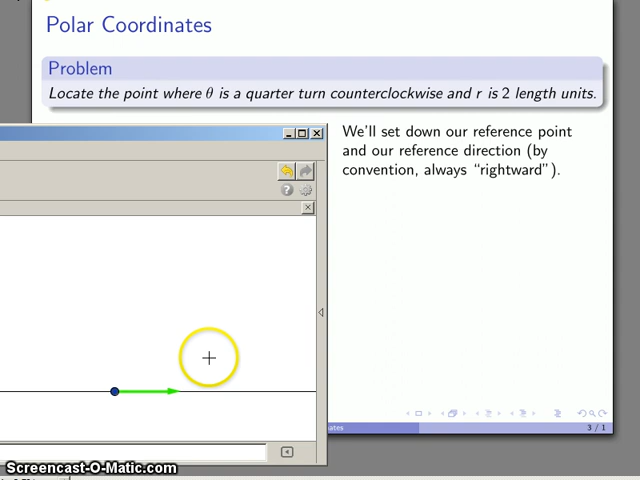 Polar Coordinates
Problem
Locate the point where θ is a quarter turn counterclockwise and r is 2 length units.
We'll set down our reference point
and our reference direction (by
convention, always “rightward”).
nates
3 / 1
Screencast-O-Matic.com